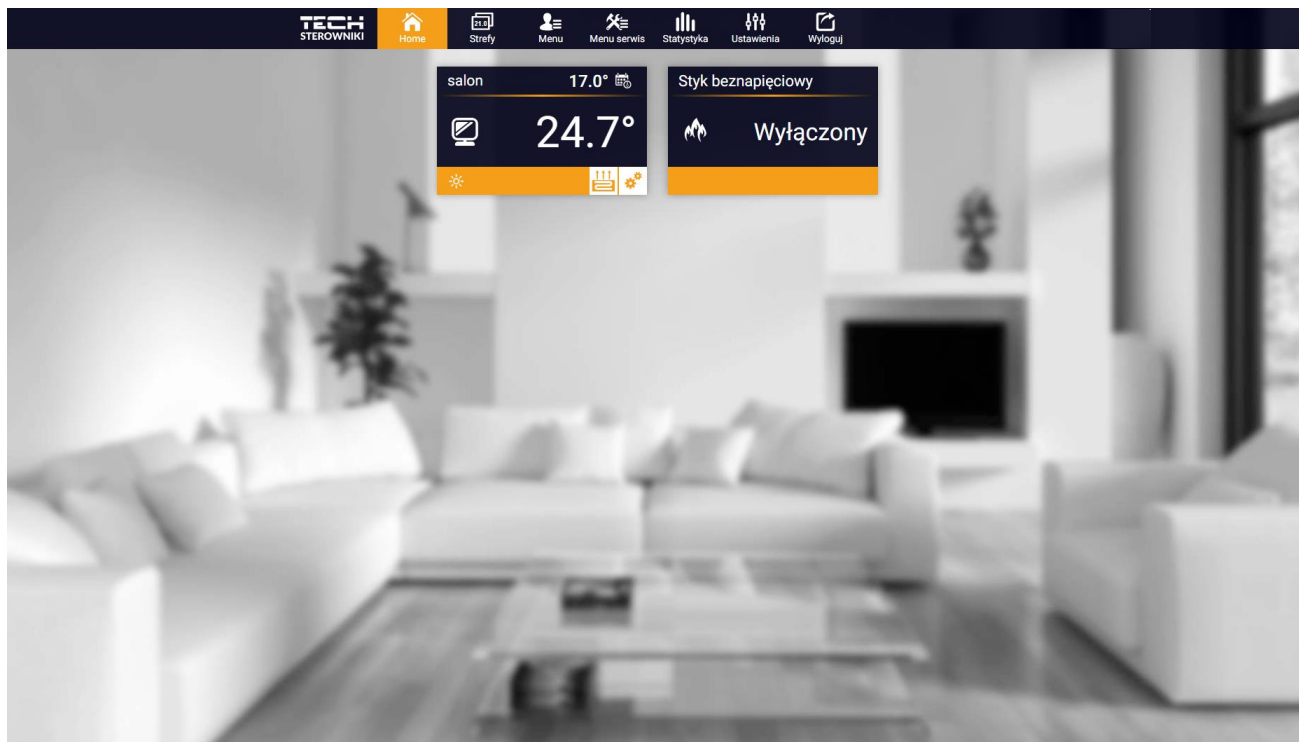 TECH
STEROWNIKI
Home
21.0
Strefy
Menu
Menu serwis
Statystyka
Ustawienia
Wyloguj
salon 17.0°
24.7°
Styk beznapięciowy
Wyłączony